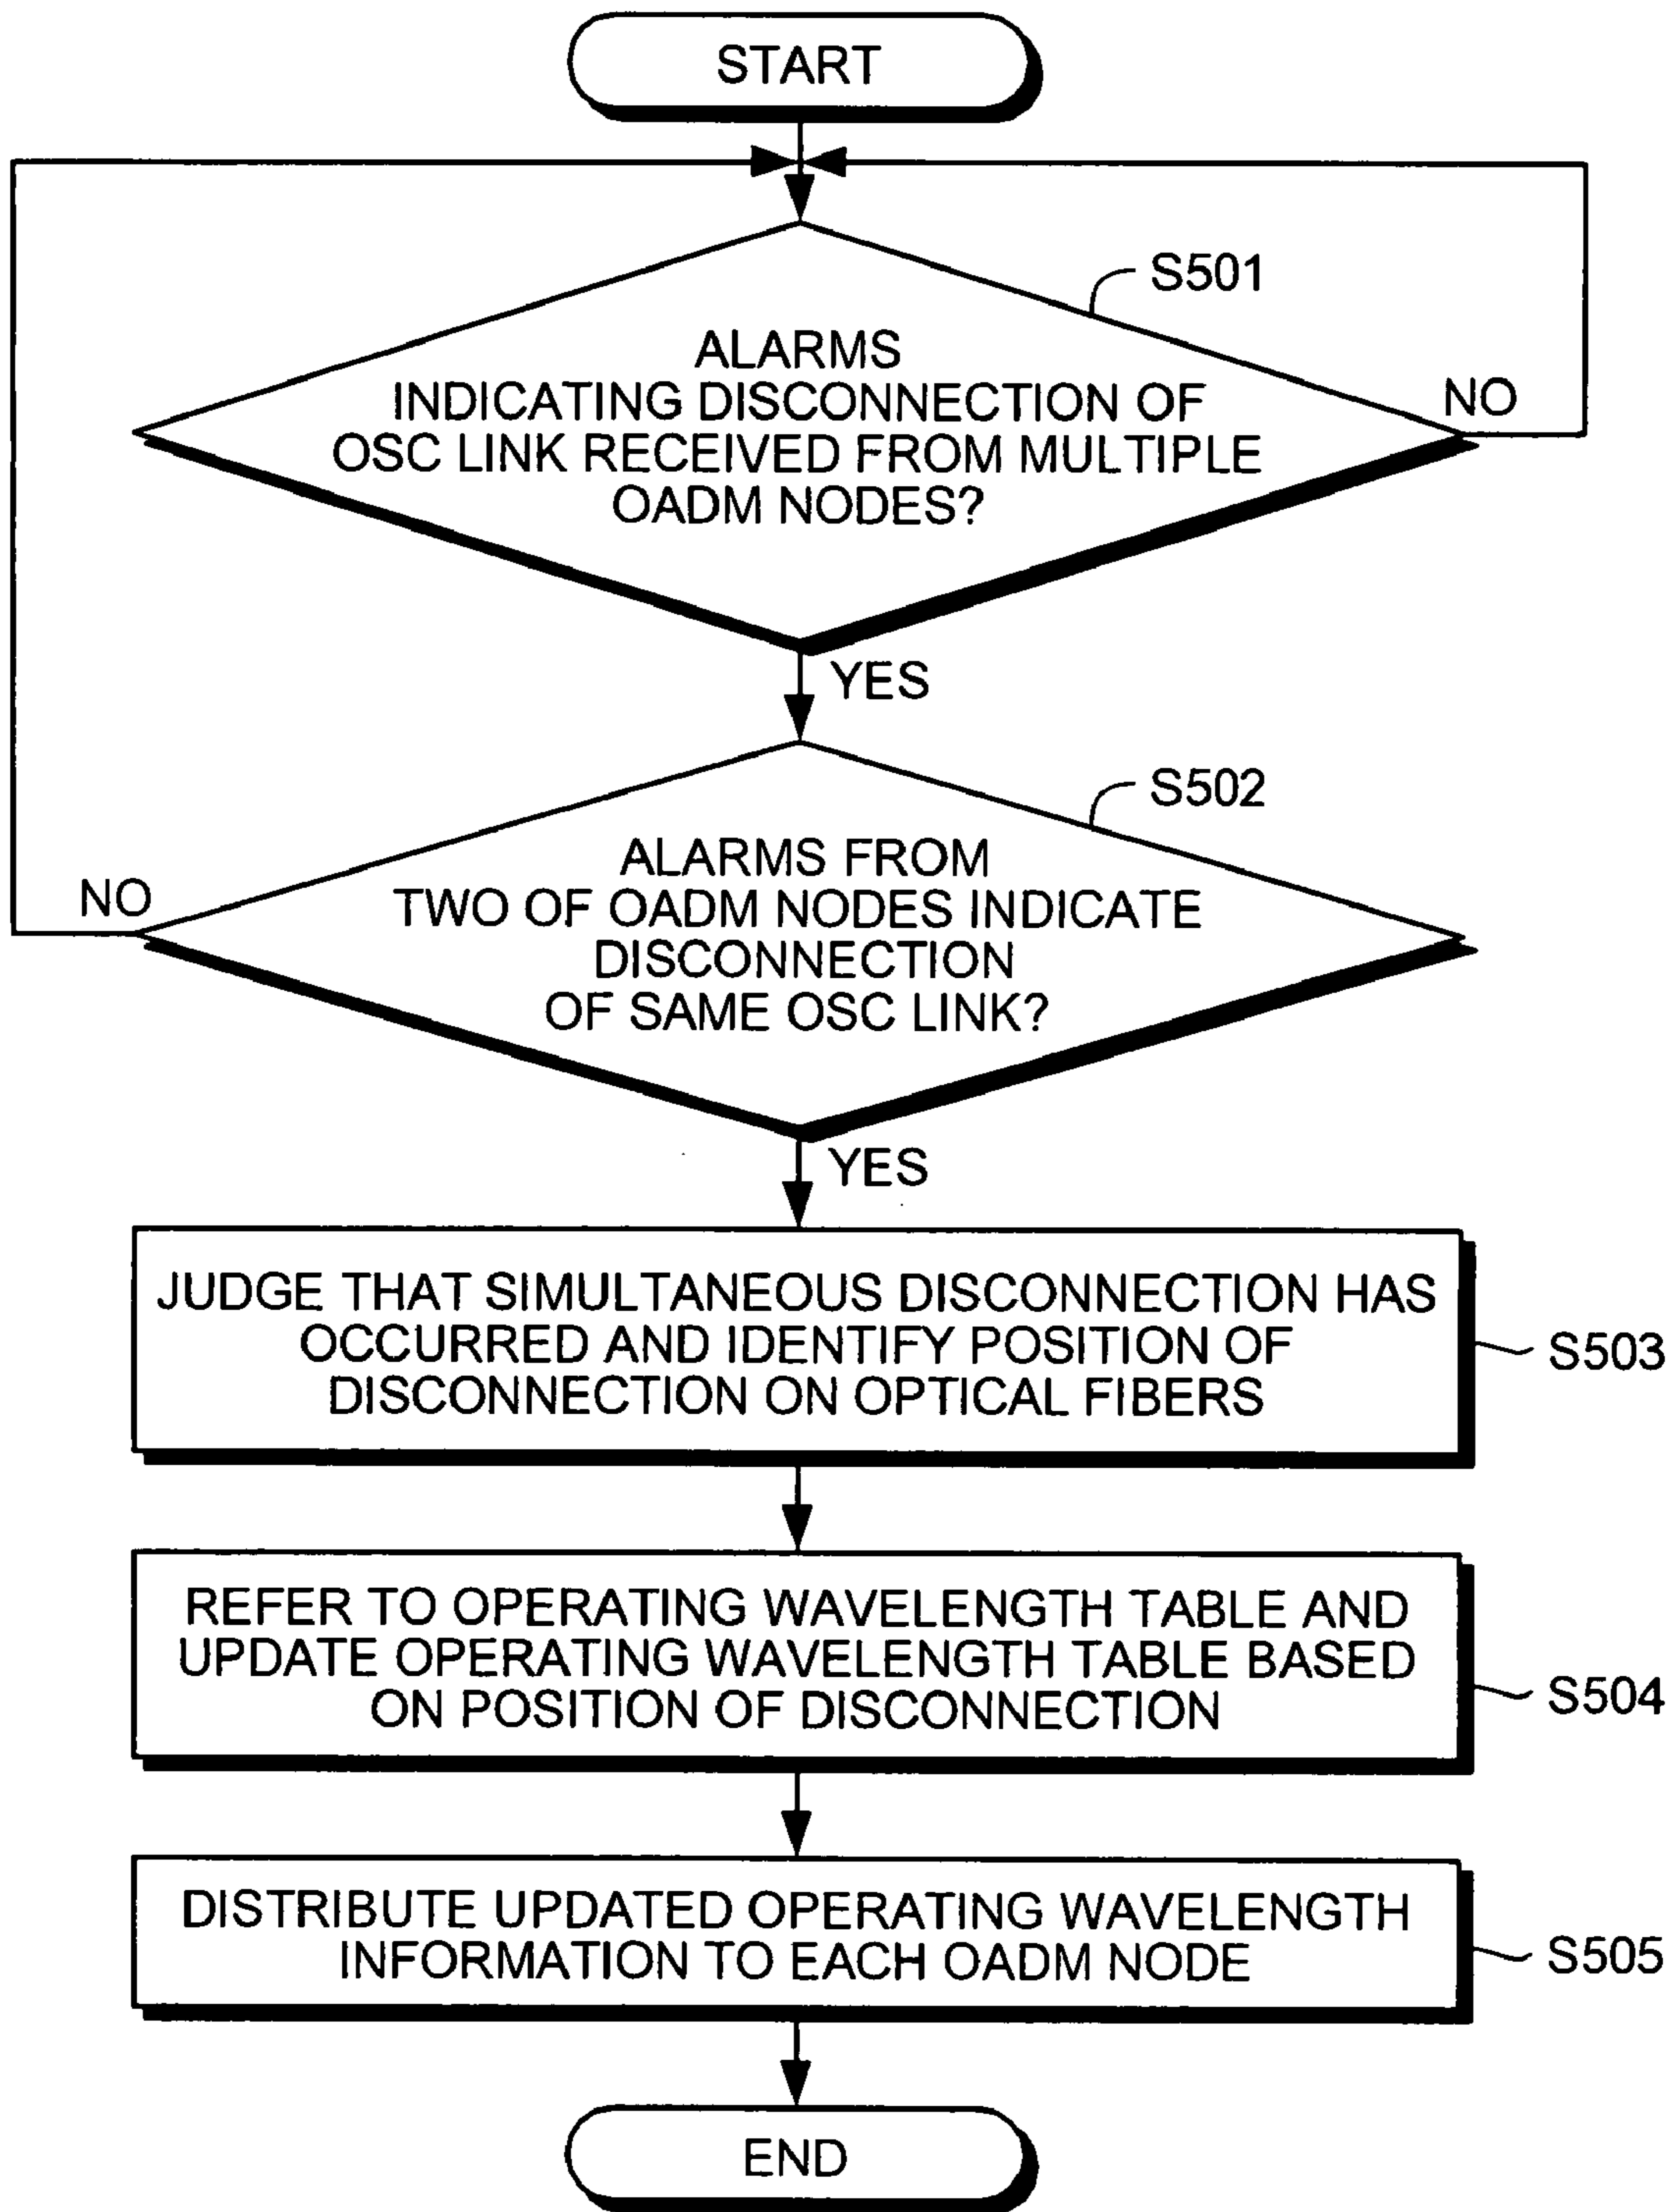 START
S501
ALARMS
INDICATING DISCONNECTION OF
OSC LINK RECEIVED FROM MULTIPLE
OADM NODES?
NO
YES
S502
ALARMS FROM
TWO OF OADM NODES INDICATE
DISCONNECTION
OF SAME OSC LINK?
NO
YES
JUDGE THAT SIMULTANEOUS DISCONNECTION HAS
OCCURRED AND IDENTIFY POSITION OF
DISCONNECTION ON OPTICAL FIBERS
S503
REFER TO OPERATING WAVELENGTH TABLE AND
UPDATE OPERATING WAVELENGTH TABLE BASED
ON POSITION OF DISCONNECTION
S504
DISTRIBUTE UPDATED OPERATING WAVELENGTH
INFORMATION TO EACH OADM NODE
S505
END